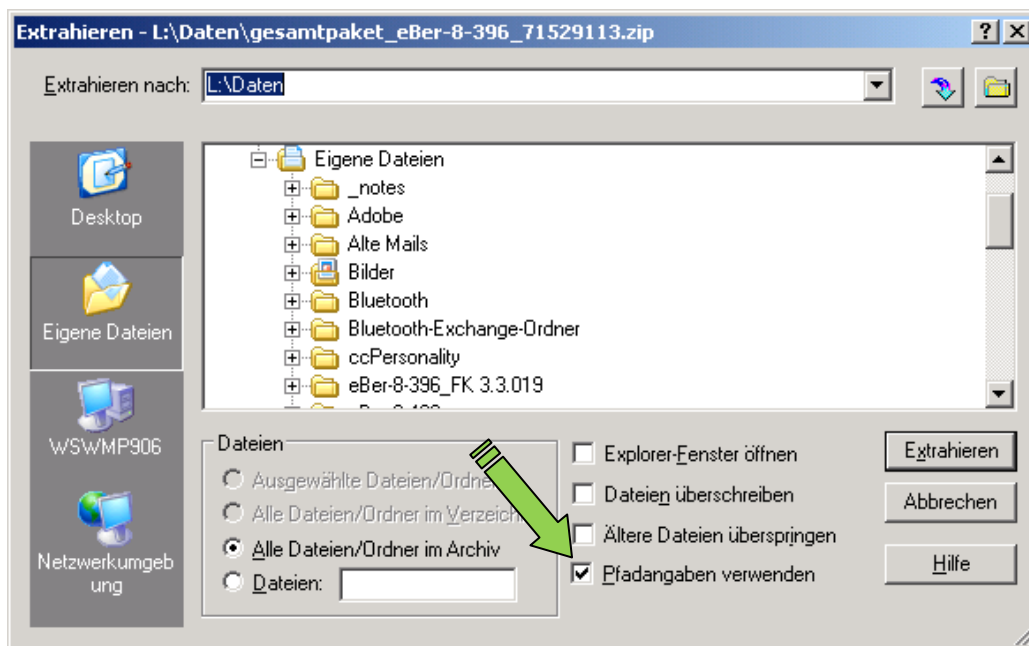 Extrahieren - L:\Daten\gesamtpaket_eBer-8-396_71529113.zip
Extrahieren nach:
L:\Daten
Desktop
Eigene Dateien
WSWMP906
Netzwerkumgeb
ung
Eigene Dateien
_notes
Adobe
Alte Mails
Bilder
Bluetooth
Bluetooth-Exchange-Ordner
ccPersonality
eBer-8-396_FK 3.3.019
Dateien
Ausgewählte Dateien/Ordne
Alle Dateien/Ordner im Verzeich
Alle Dateien/Ordner im Archiv
Dateien:
Explorer-Fenster öffnen
Dateien überschreiben
Ältere Dateien überspringen
Pfadangaben verwenden
Extrahieren
Abbrechen
Hilfe